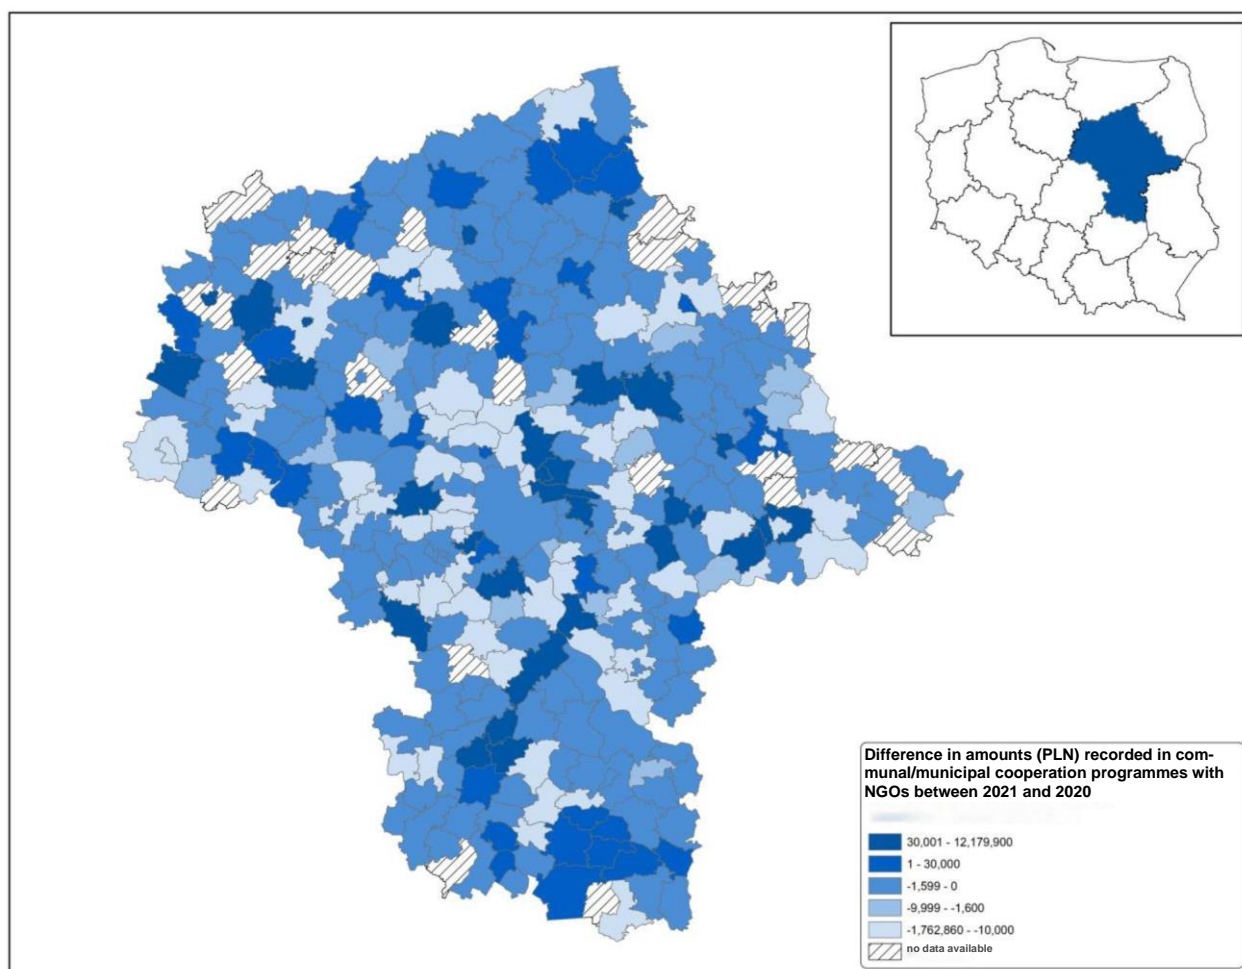 Difference in amounts (PLN) recorded in com-
munal/municipal cooperation programmes with
NGOs between 2021 and 2020
30,001 - 12,179,900
1 - 30,000
-1,599 - 0
-9,999 - -1,600
-1,762,860 - -10,000
no data available